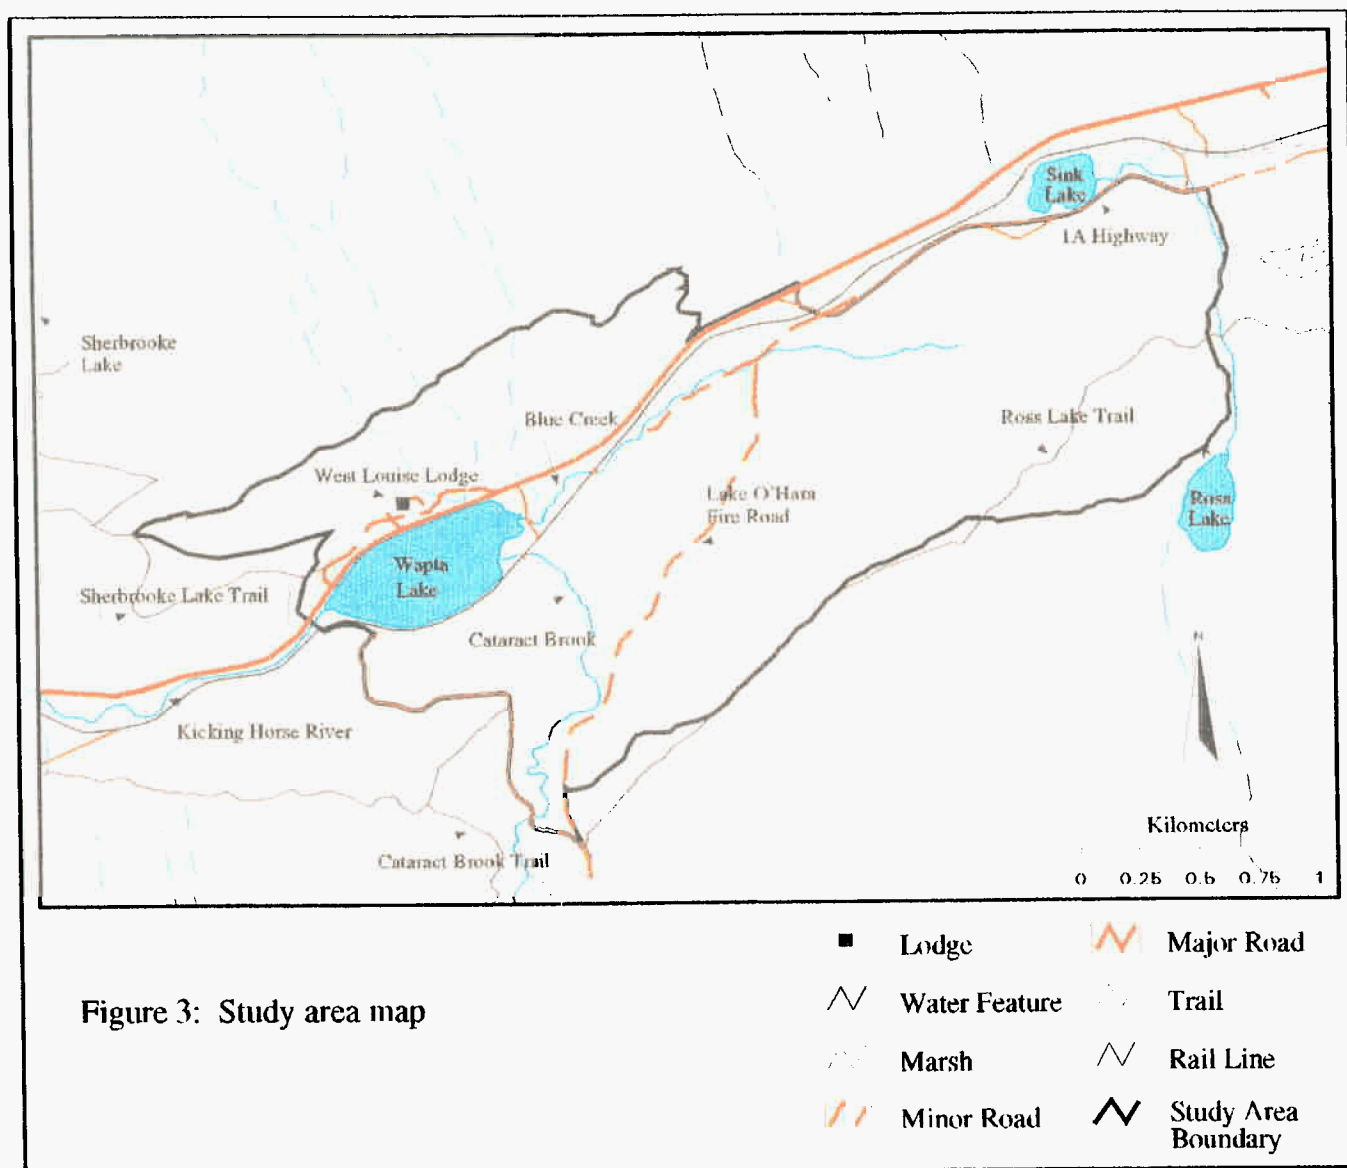 Sink
Lake
1A Highway
Sherbrooke
Lake
Blue Creek
Ross Lake Trail
West Louise Lodge
Lake O'Hara
Fire Road
Ross
Lake
Wapta
Lake
Sherbrooke Lake Trail
Cataract Brook
N
Kicking Horse River
Kilometers
Cataract Brook Trail
0 0.25 0.5 0.75 1
Lodge
Major Road
Figure 3: Study area map
Water Feature
Trail
Marsh
Rail Line
Minor Road
Study Area
Boundary